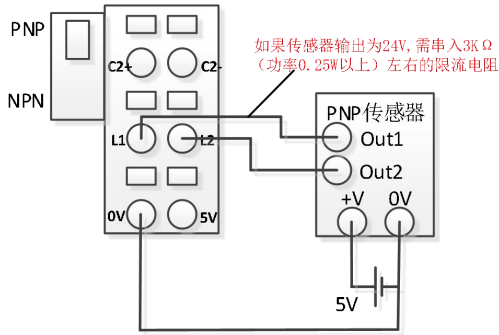 PNP
NPN
C2+
C2-
L1
L2
0V
5V
如果传感器输出为24V,需串入3KΩ
（功率0.25W以上）左右的限流电阻
PNP传感器
Out1
Out2
+V
0V
5V